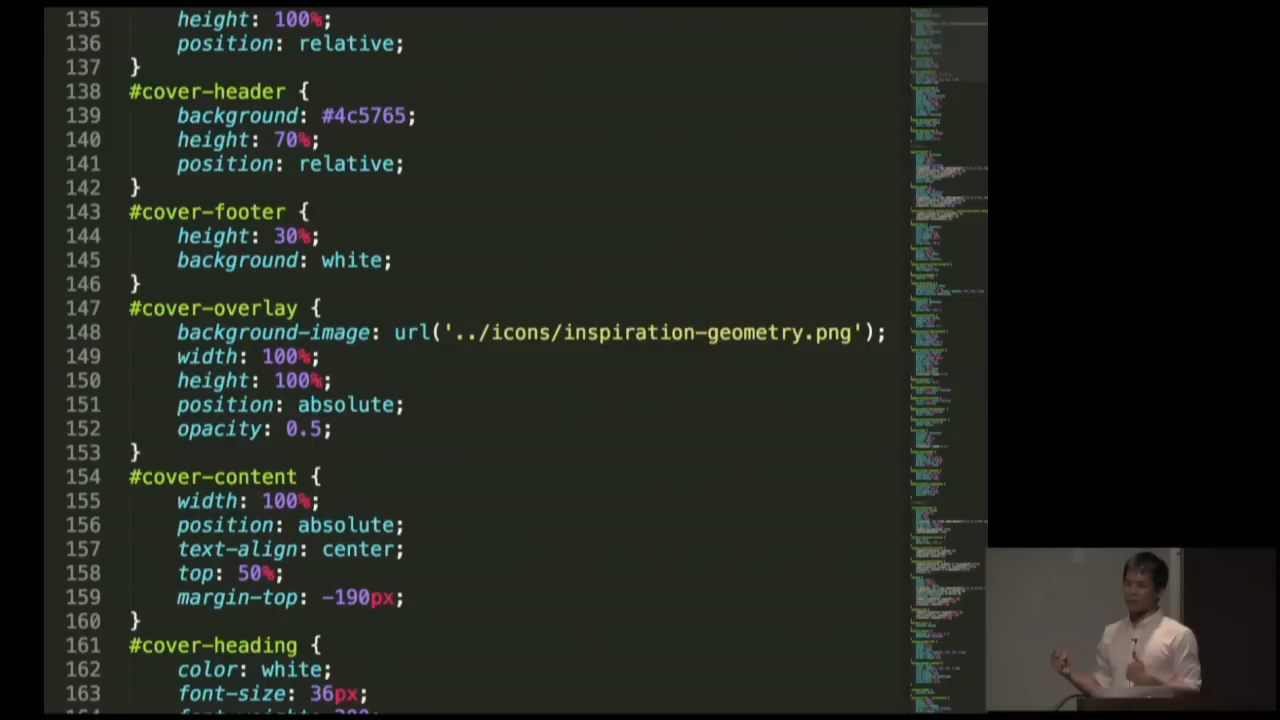 135 height: 100%;
136 position: relative;
137 }
138 #cover-header {
139 background: #4c5765;
140 height: 70%;
141 position: relative;
142 }
143 #cover-footer {
144 height: 30%;
145 background: white;
146 }
147 #cover-overlay {
148 background-image: url('../icons/inspiration-geometry.png');
149 width: 100%;
150 height: 100%;
151 position: absolute;
152 opacity: 0.5;
153 }
154 #cover-content {
155 width: 100%;
156 position: absolute;
157 text-align: center;
158 top: 50%;
159 margin-top: -190px;
160 }
161 #cover-heading {
162 color: white;
163 font-size: 36px;